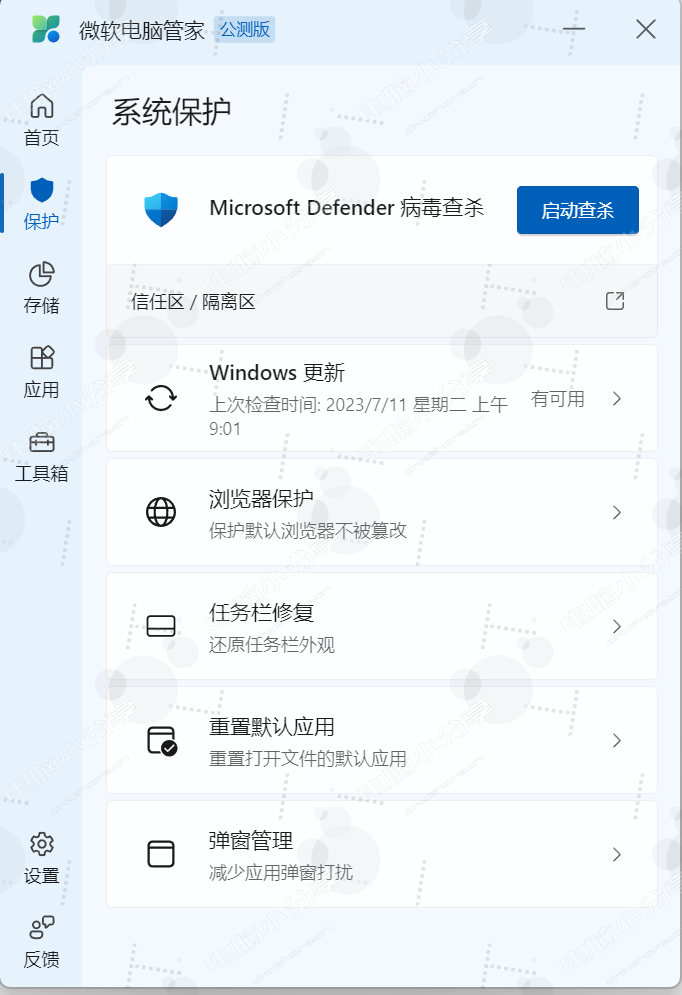 微软电脑管家 公测版
首页
保护
存储
应用
工具箱
设置
反馈
系统保护
Microsoft Defender 病毒查杀
启动查杀
信任区 / 隔离区
Windows 更新
上次检查时间: 2023/7/11 星期二 上午
9:01
有可用
浏览器保护
保护默认浏览器不被篡改
任务栏修复
还原任务栏外观
重置默认应用
重置打开文件的默认应用
弹窗管理
减少应用弹窗打扰